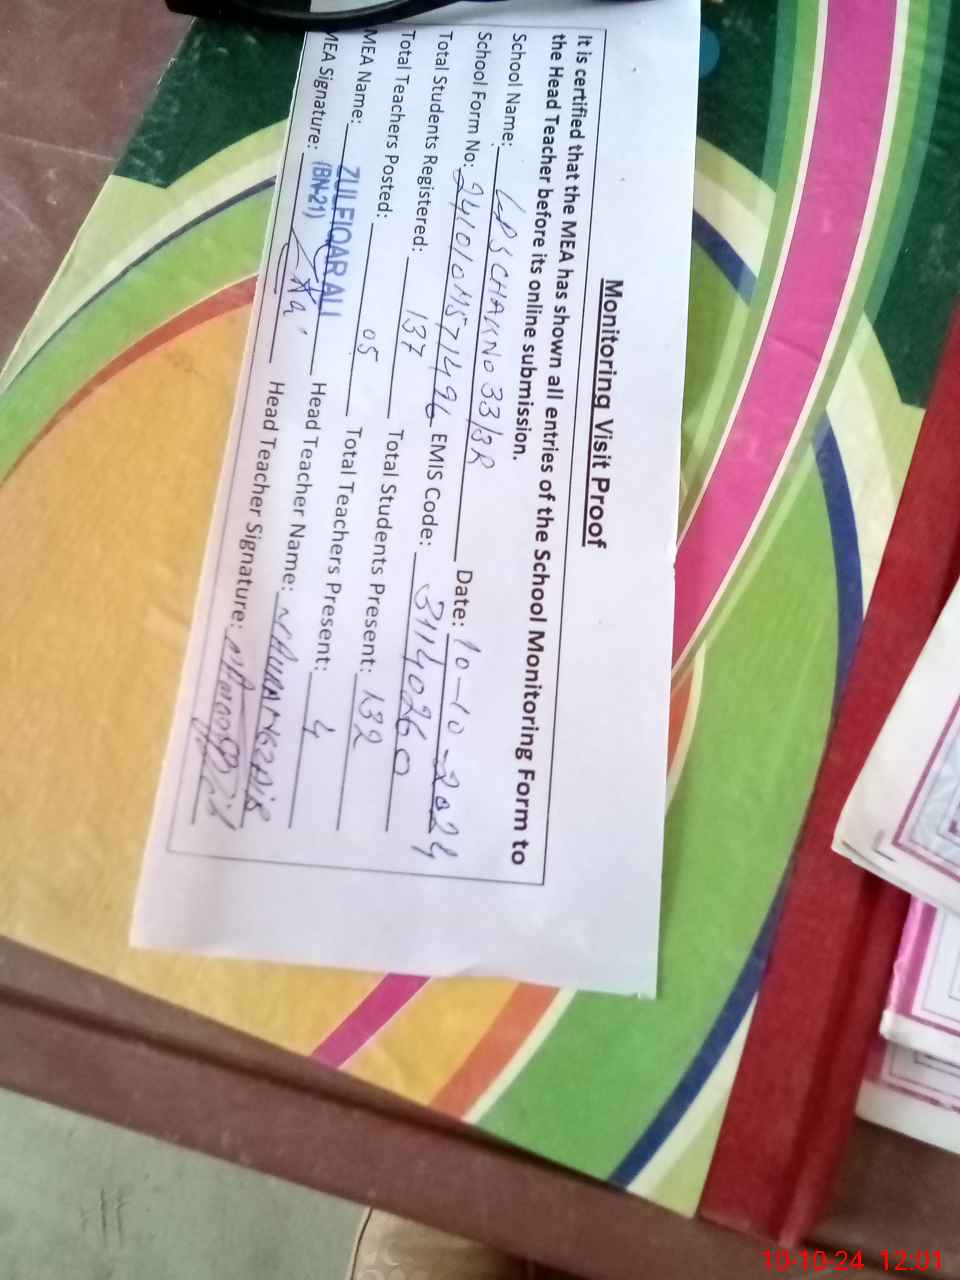 Monitoring Visit Proof
It is certified that the MEA has shown all entries of the School Monitoring Form to
the Head Teacher before its online submission.
School Name: GPS CHAK NO 33/3R Date: 10-10-2024
School Form No: 241010M571496 EMIS Code: 31140260
Total Students Registered: 137 Total Students Present: 132
Total Teachers Posted: 05 Total Teachers Present: 4
MEA Name: ZULFIQAR ALI Head Teacher Name:
(BN-21)
MEA Signature: Head Teacher Signature:
10-10-24 12:01